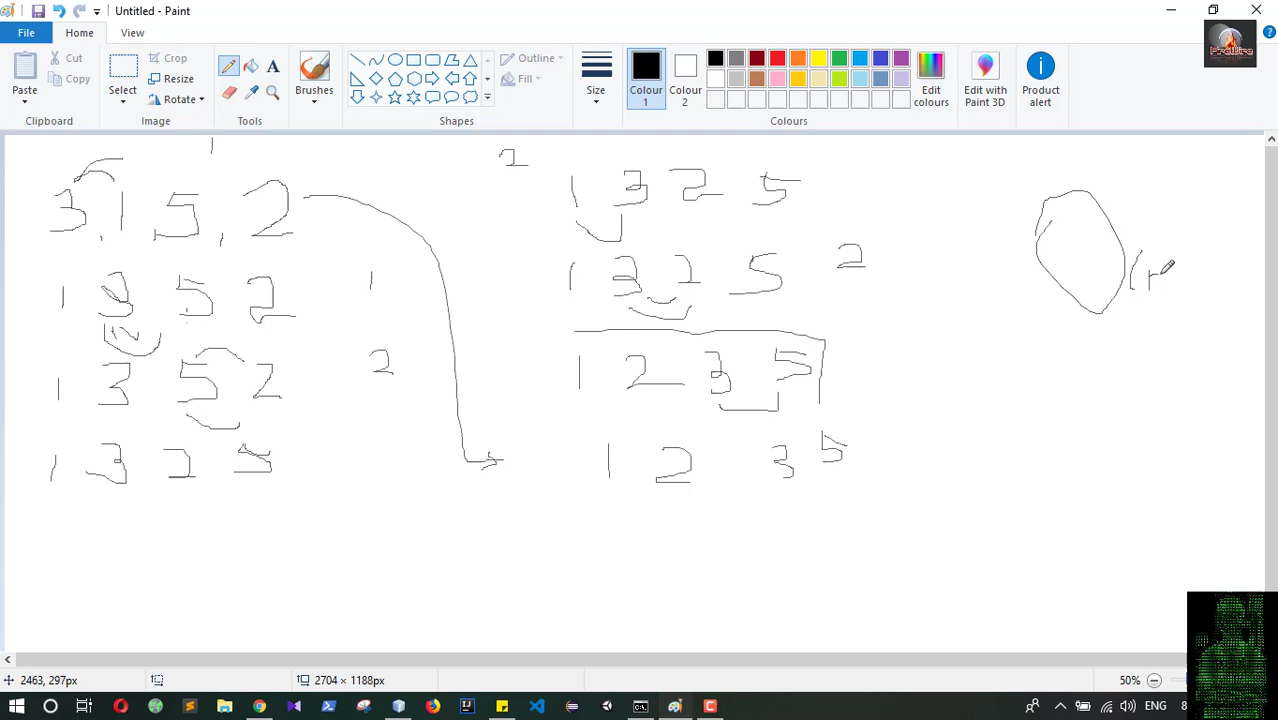 Untitled - Paint
File
Home
View
Paste
Cut
Copy
Clipboard
Select
Crop
Resize
Rotate
Image
Tools
Brushes
Shapes
Outline
Fill
Size
Colour
1
Colour
2
Colours
Edit
colours
Edit with
Paint 3D
Product
alert
1
3, 1, 5, 2
1 3 5 2 1
1 3 5 2 2
1 3 2 5
2
1 3 2 5
1 3 2 5 2
1 2 3 5
1 2 3 5
O(n
2463, 297px
2704 × 1188px
50%